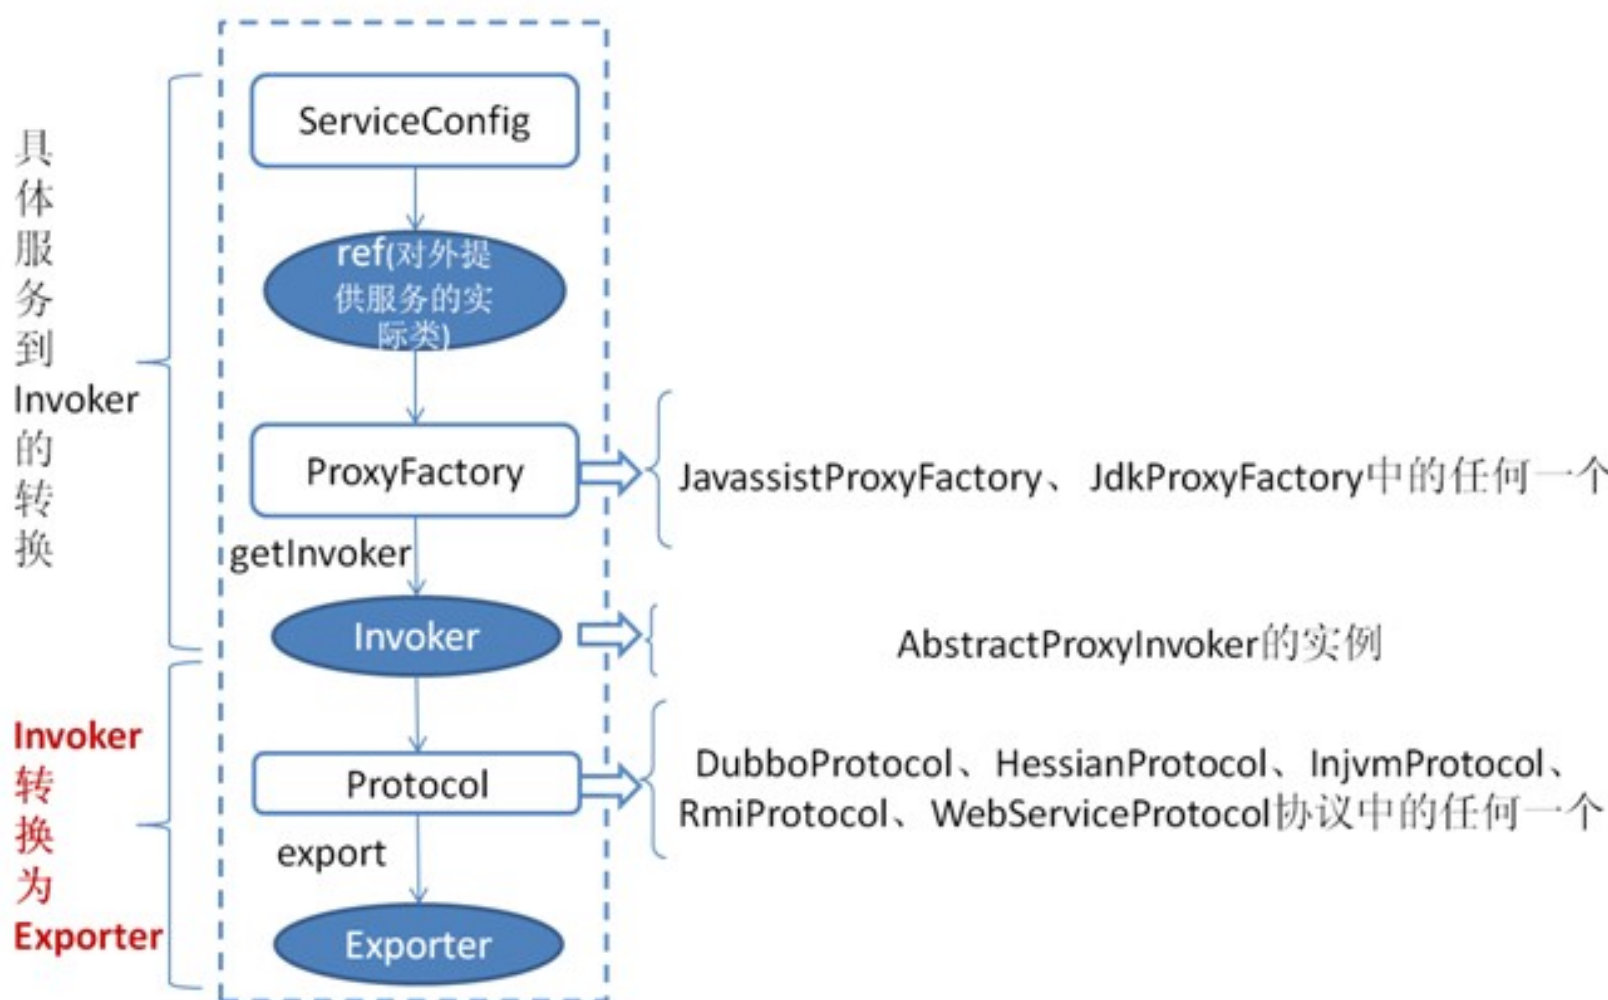 ServiceConfig
具体服务到Invoker的转换
ref(对外提
供服务的实
际类)
ProxyFactory
JavassistProxyFactory、JdkProxyFactory中的任何一个
getInvoker
Invoker
AbstractProxyInvoker的实例
Invoker转换为Exporter
Protocol
DubboProtocol、HessianProtocol、InjvmProtocol、
RmiProtocol、WebServiceProtocol协议中的任何一个
export
Exporter